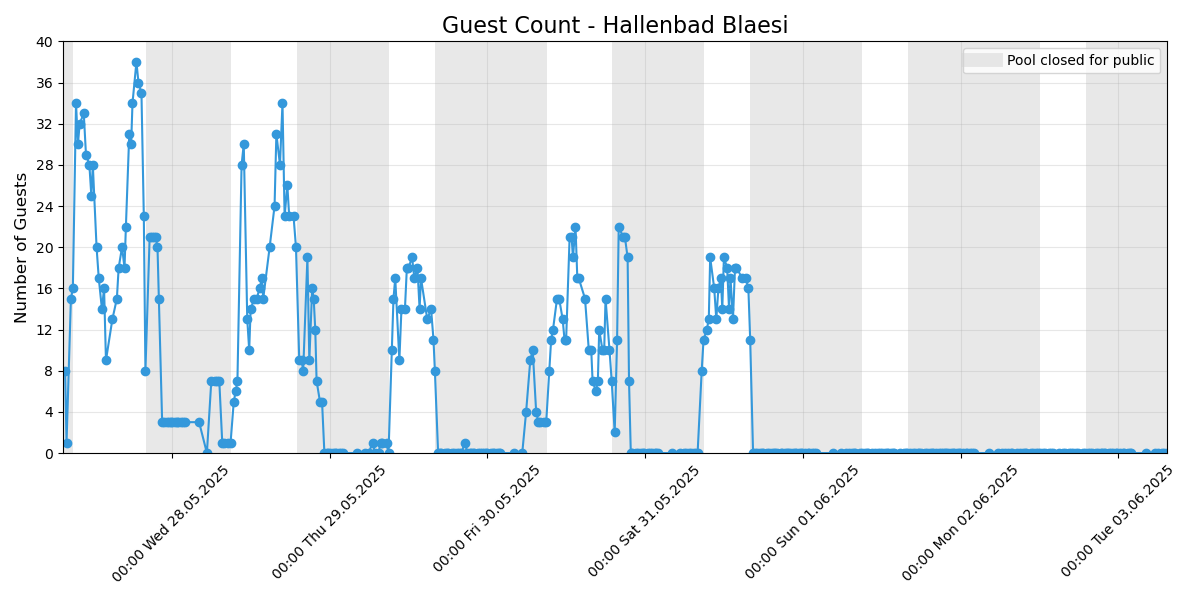 Guest Count - Hallenbad Blaesi
Pool closed for public
Number of Guests
40
36
32
28
24
20
16
12
8
4
0
00:00 Wed 28.05.2025
00:00 Thu 29.05.2025
00:00 Fri 30.05.2025
00:00 Sat 31.05.2025
00:00 Sun 01.06.2025
00:00 Mon 02.06.2025
00:00 Tue 03.06.2025